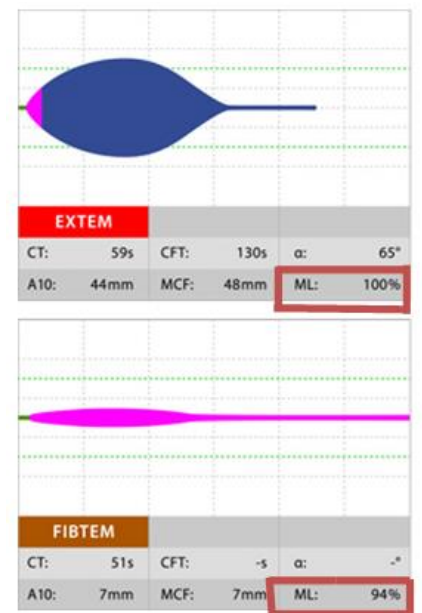 EXTEM
CT: 59s CFT: 130s α: 65°
A10: 44mm MCF: 48mm ML: 100%
FIBTEM
CT: 51s CFT: -s α: -°
A10: 7mm MCF: 7mm ML: 94%